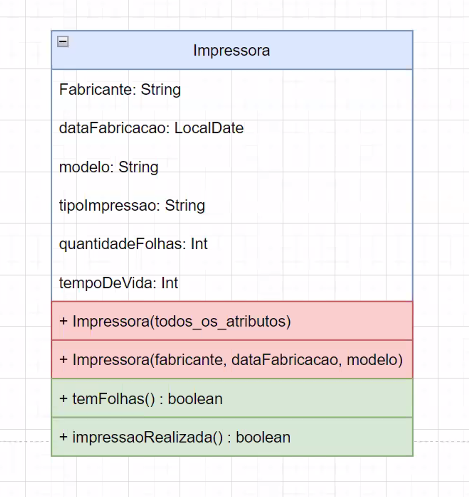 Impressora
Fabricante: String
dataFabricacao: LocalDate
modelo: String
tipoImpressao: String
quantidadeFolhas: Int
tempoDeVida: Int
+ Impressora(todos_os_atributos)
+ Impressora(fabricante, dataFabricacao, modelo)
+ temFolhas() : boolean
+ impressaoRealizada() : boolean